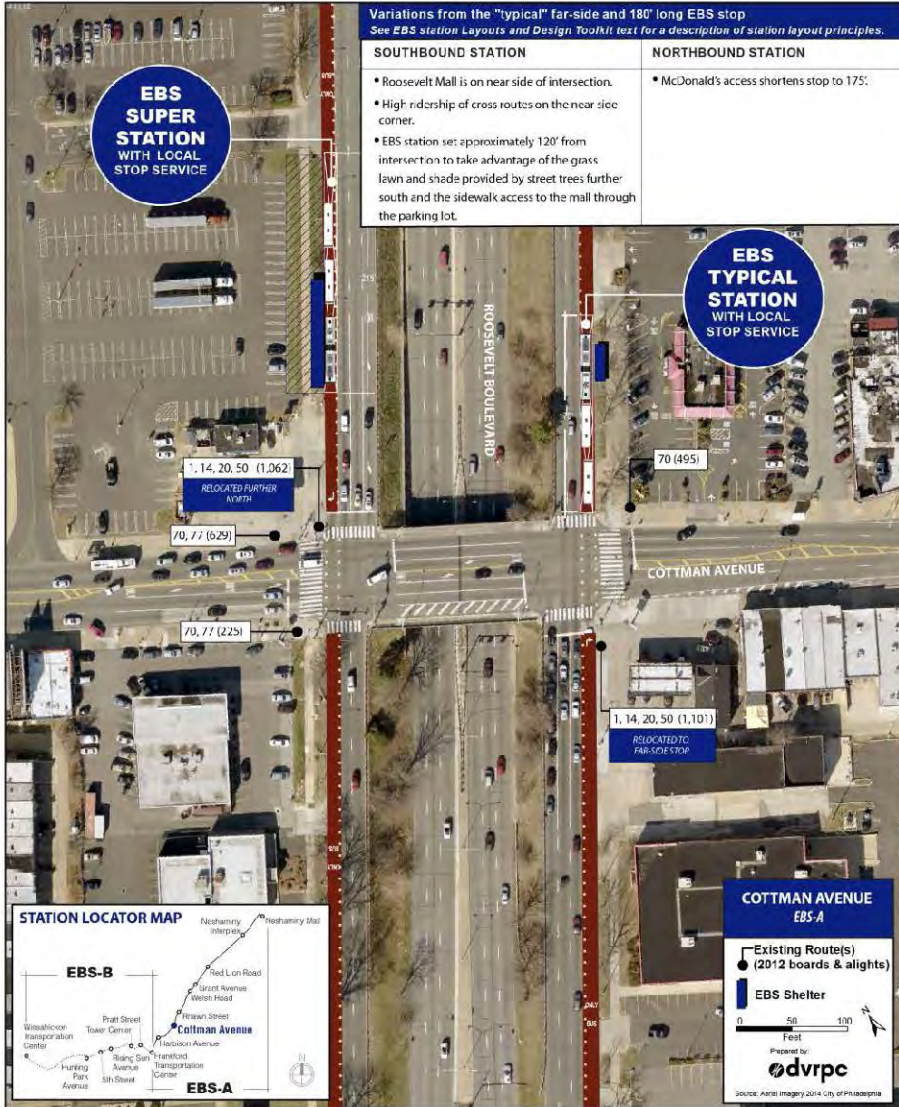 Variations from the "typical" far-side and 180' long EBS stop
See EBS station Layouts and Design Toolkit text for a description of station layout principles.
SOUTHBOUND STATION
• Roosevelt Mall is on near side of intersection.
• High ridership of cross routes on the near side
corner.
• EBS station set approximately 120' from
intersection to take advantage of the grass
lawn and shade provided by street trees further
south and the sidewalk access to the mall through
the parking lot.
NORTHBOUND STATION
• McDonald's access shortens stop to 175'.
EBS
SUPER
STATION
WITH LOCAL
STOP SERVICE
EBS
TYPICAL
STATION
WITH LOCAL
STOP SERVICE
BUS
ONLY
215'
ROOSEVELT BOULEVARD
1, 14, 20, 50 (1,062)
RELOCATED FURTHER
NORTH
70 (495)
70, 77 (629)
COTTMAN AVENUE
70, 77 (225)
1, 14, 20, 50 (1,101)
RELOCATED TO
FAR-SIDE STOP
BUS
ONLY
ONLY
BUS
STATION LOCATOR MAP
Neshaminy
Interplex
Neshaminy Mall
EBS-B
Red Lion Road
Grant Avenue
Welsh Road
Rhawn Street
Cottman Avenue
Harbison Avenue
Pratt Street
Tower Center
Wissahickon
Transportation
Center
Hunting
Park
Avenue
5th Street
Rising Sun
Avenue
Frankford
Transportation
Center
EBS-A
N
COTTMAN AVENUE
EBS-A
Existing Route(s)
(2012 boards & alights)
EBS Shelter
N
0 50 100
Feet
Prepared by:
dvrpc
Source: Aerial Imagery 2014 City of Philadelphia